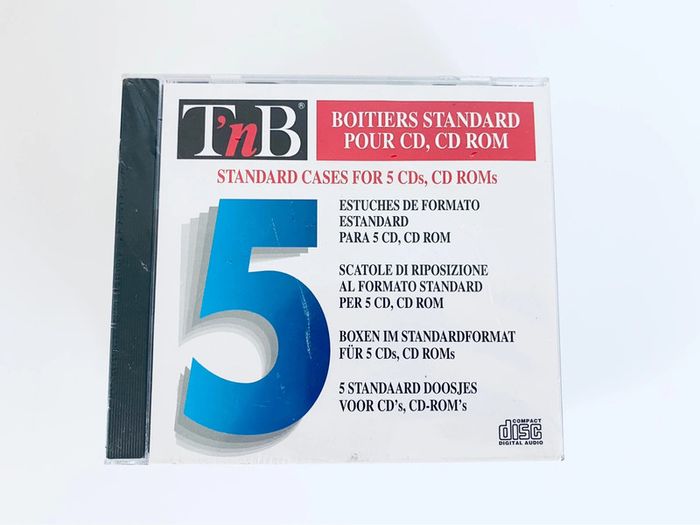 T'nB®
BOITIERS STANDARD
POUR CD, CD ROM
STANDARD CASES FOR 5 CDs, CD ROMs
5
ESTUCHES DE FORMATO
ESTANDARD
PARA 5 CD, CD ROM
SCATOLE DI RIPOSIZIONE
AL FORMATO STANDARD
PER 5 CD, CD ROM
BOXEN IM STANDARDFORMAT
FÜR 5 CDs, CD ROMs
5 STANDAARD DOOSJES
VOOR CD's, CD-ROM's
COMPACT
disc
DIGITAL AUDIO